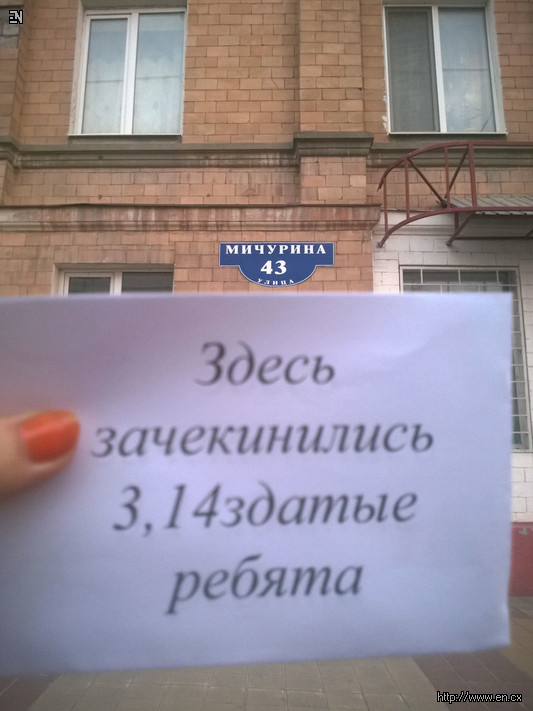 EN
МИЧУРИНА
43
УЛИЦА
Здесь
зачекинились
3,14здатые
ребята
http://www.en.cx